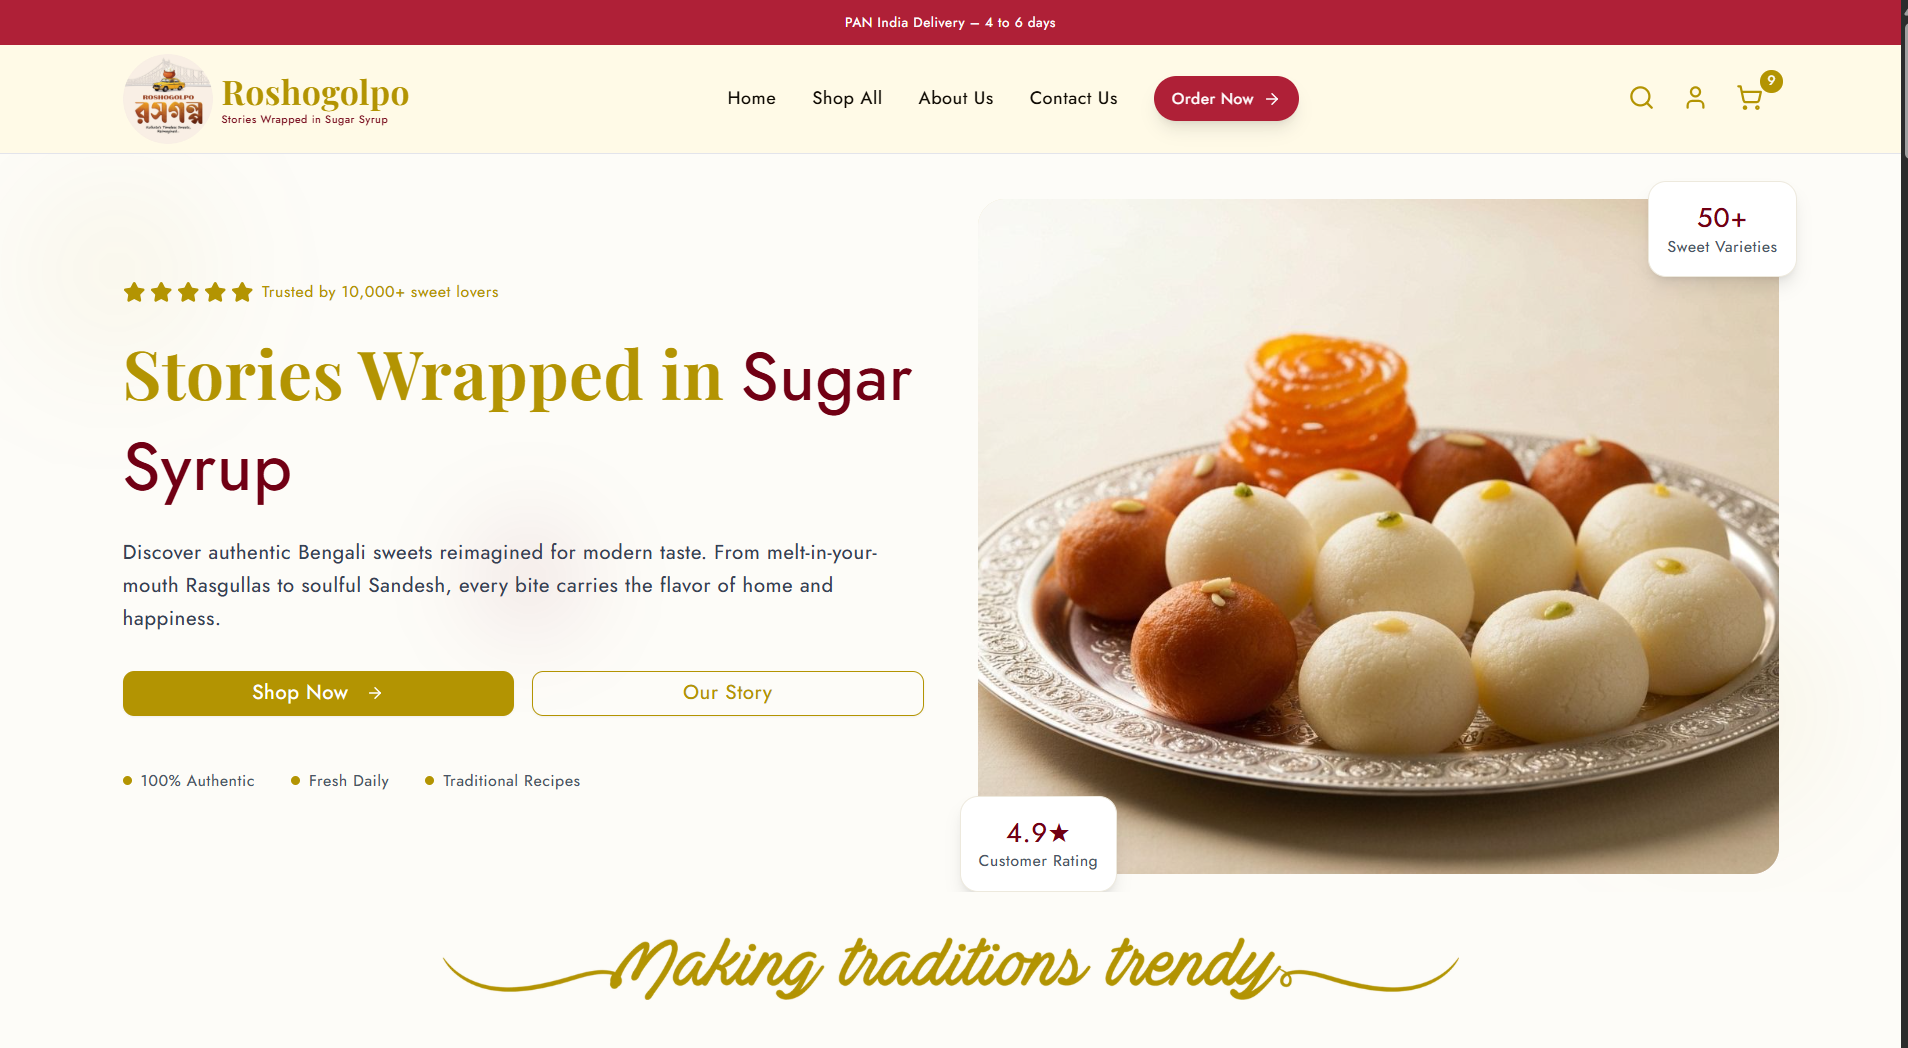 PAN India Delivery – 4 to 6 days
ROSHOGOLPO
রসগল্প
Roshogolpo
Stories Wrapped in Sugar Syrup
Home
Shop All
About Us
Contact Us
Order Now
9
50+
Sweet Varieties
Trusted by 10,000+ sweet lovers
Stories Wrapped in Sugar
Syrup
Discover authentic Bengali sweets reimagined for modern taste. From melt-in-your-
mouth Rasgullas to soulful Sandesh, every bite carries the flavor of home and
happiness.
Shop Now
Our Story
100% Authentic
Fresh Daily
Traditional Recipes
4.9★
Customer Rating
Making traditions trendy